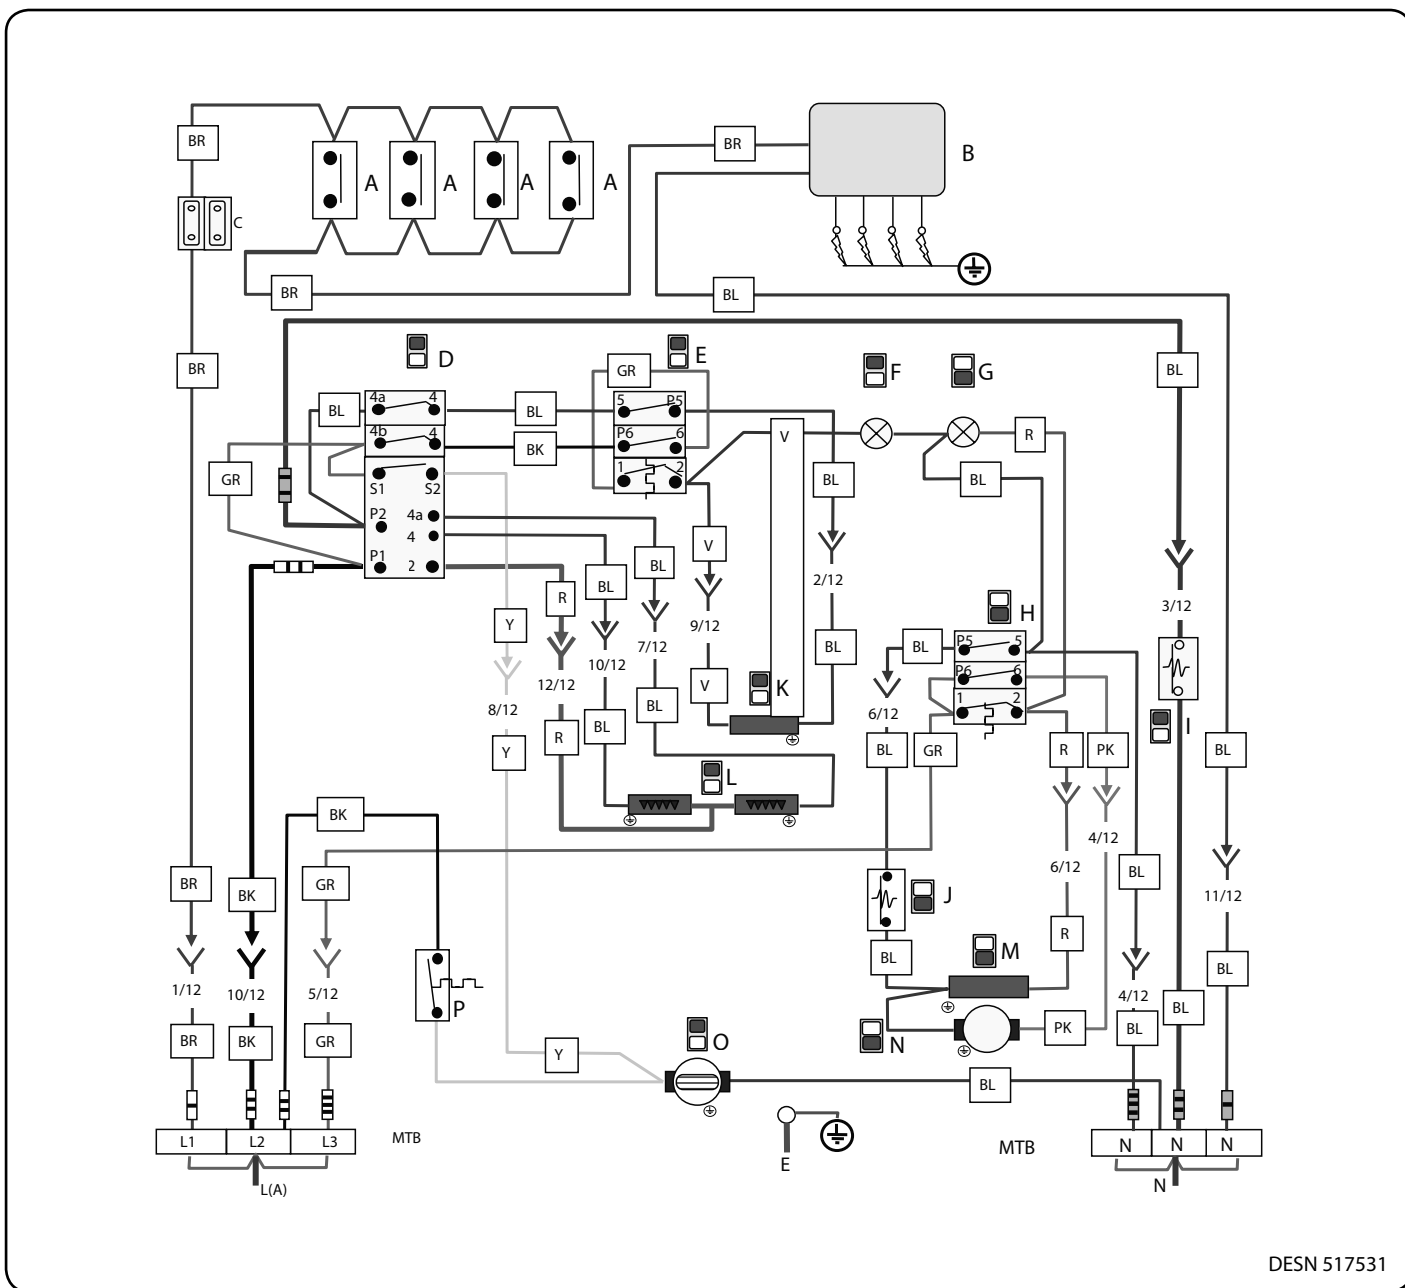 BR
BR
B
A
A
A
A
C
BR
BL
D
E
F
G
BR
GR
BL
4a
4
BL
BL
5
P5
4b
4
BK
P6
6
V
R
GR
S1
S2
1
2
BL
BL
P2
4a
4
V
P1
2
BL
BL
2/12
R
9/12
3/12
Y
7/12
H
10/12
BL
BL
P5
5
12/12
V
K
P6
6
8/12
BL
6/12
1
2
I
Y
R
BL
BL
GR
R
PK
BL
L
BK
4/12
BR
BK
GR
6/12
BL
11/12
J
R
BL
M
BL
1/12
10/12
5/12
P
4/12
BL
BR
BK
GR
Y
O
N
PK
BL
BL
L1
L2
L3
MTB
E
MTB
N
N
N
L(A)
N
DESN 517531